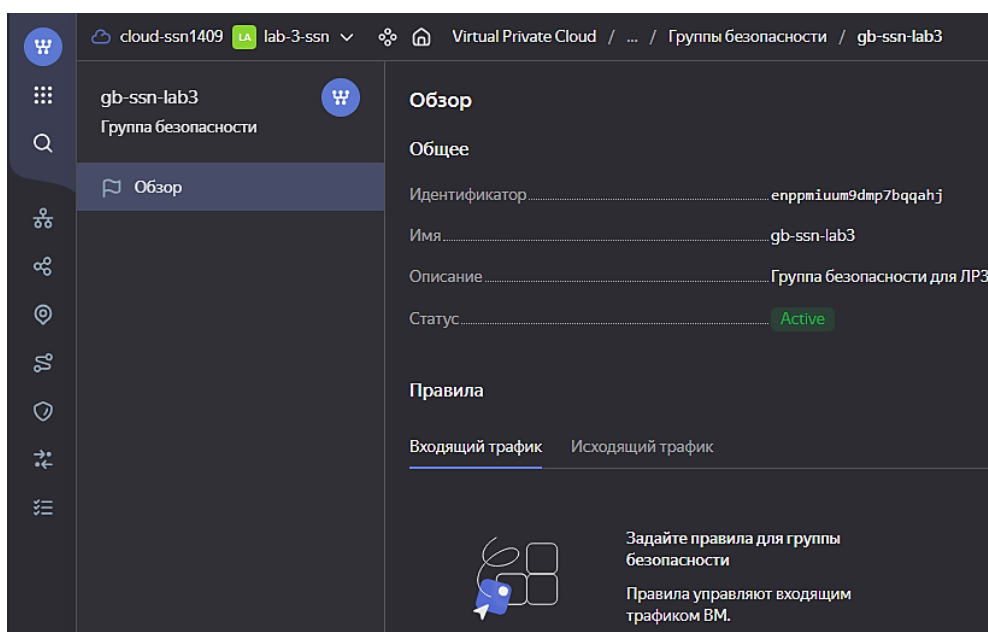 cloud-ssn1409 LA lab-3-ssn Virtual Private Cloud / ... / Группы безопасности / gb-ssn-lab3
gb-ssn-lab3
Группа безопасности
Обзор
Обзор
Общее
Идентификатор enppmiuum9dmp7bqqahj
Имя gb-ssn-lab3
Описание Группа безопасности для ЛР3
Статус Active
Правила
Входящий трафик Исходящий трафик
Задайте правила для группы
безопасности
Правила управляют входящим
трафиком ВМ.